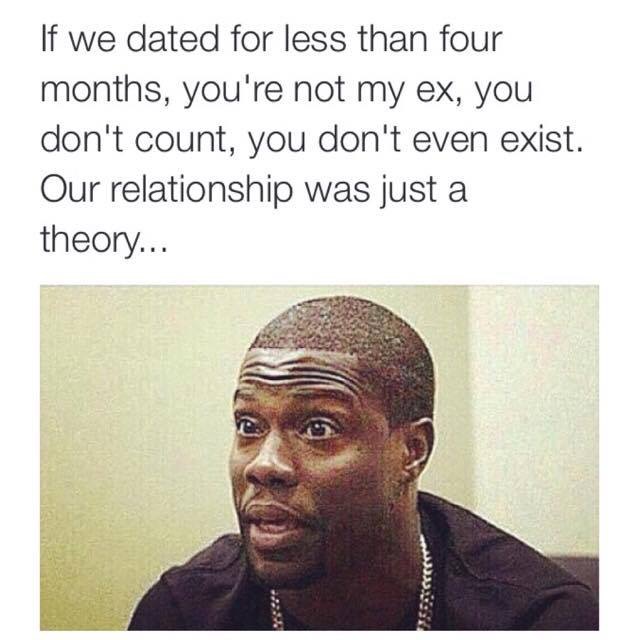 If we dated for less than four
months, you're not my ex, you
don't count, you don't even exist.
Our relationship was just a
theory...